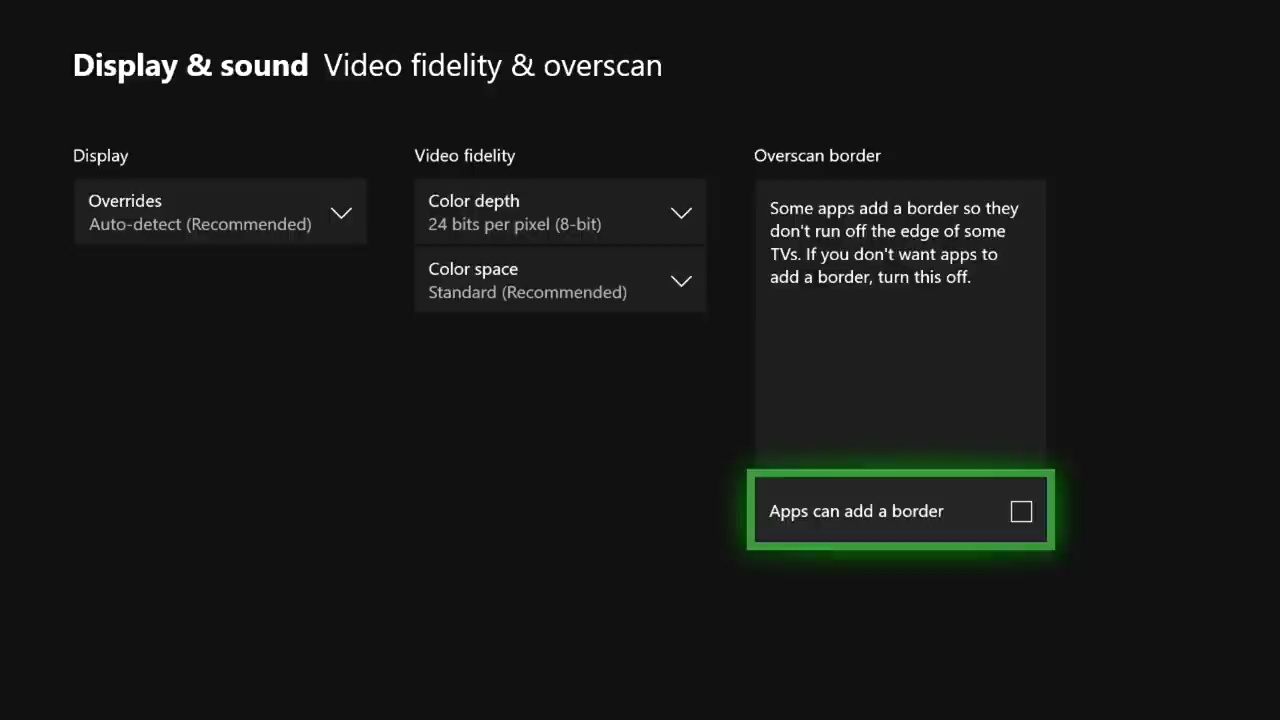 Display & sound Video fidelity & overscan
Display
Overrides
Auto-detect (Recommended)
Video fidelity
Color depth
24 bits per pixel (8-bit)
Color space
Standard (Recommended)
Overscan border
Some apps add a border so they
don't run off the edge of some
TVs. If you don't want apps to
add a border, turn this off.
Apps can add a border